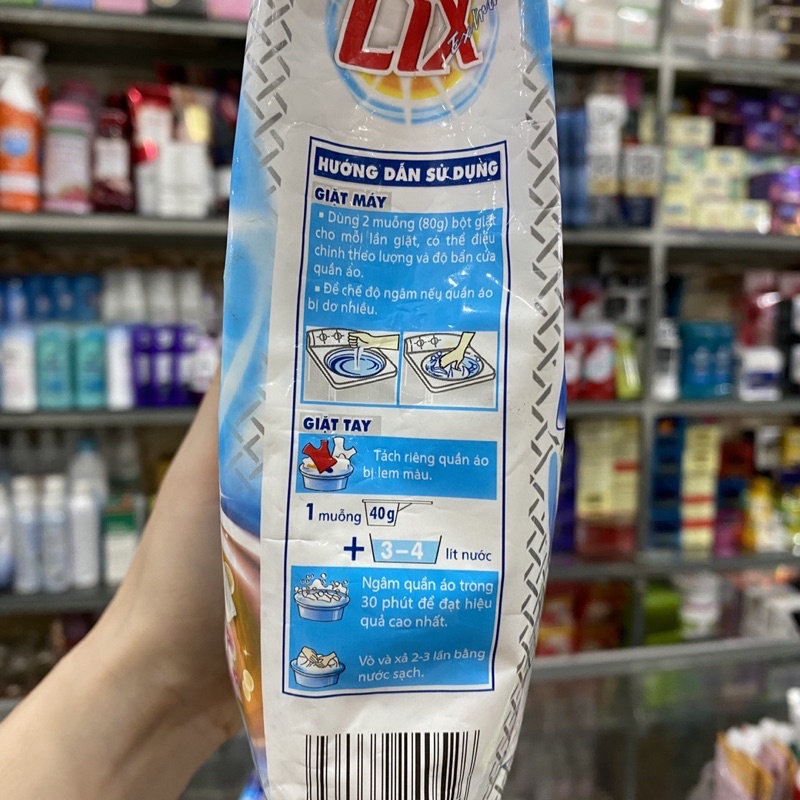 LIX
Extra
HƯỚNG DẪN SỬ DỤNG
GIẶT MÁY
▪ Dùng 2 muỗng (80g) bột giặt
cho mỗi lần giặt, có thể điều
chỉnh theo lượng và độ bẩn của
quần áo.
▪ Để chế độ ngâm nếu quần áo
bị dơ nhiều.
GIẶT TAY
Tách riêng quần áo
bị lem màu.
1 muỗng 40g
+ 3-4 lít nước
Ngâm quần áo tròng
30 phút để đạt hiệu
quả cao nhất.
Vò và xả 2-3 lần bằng
nước sạch.